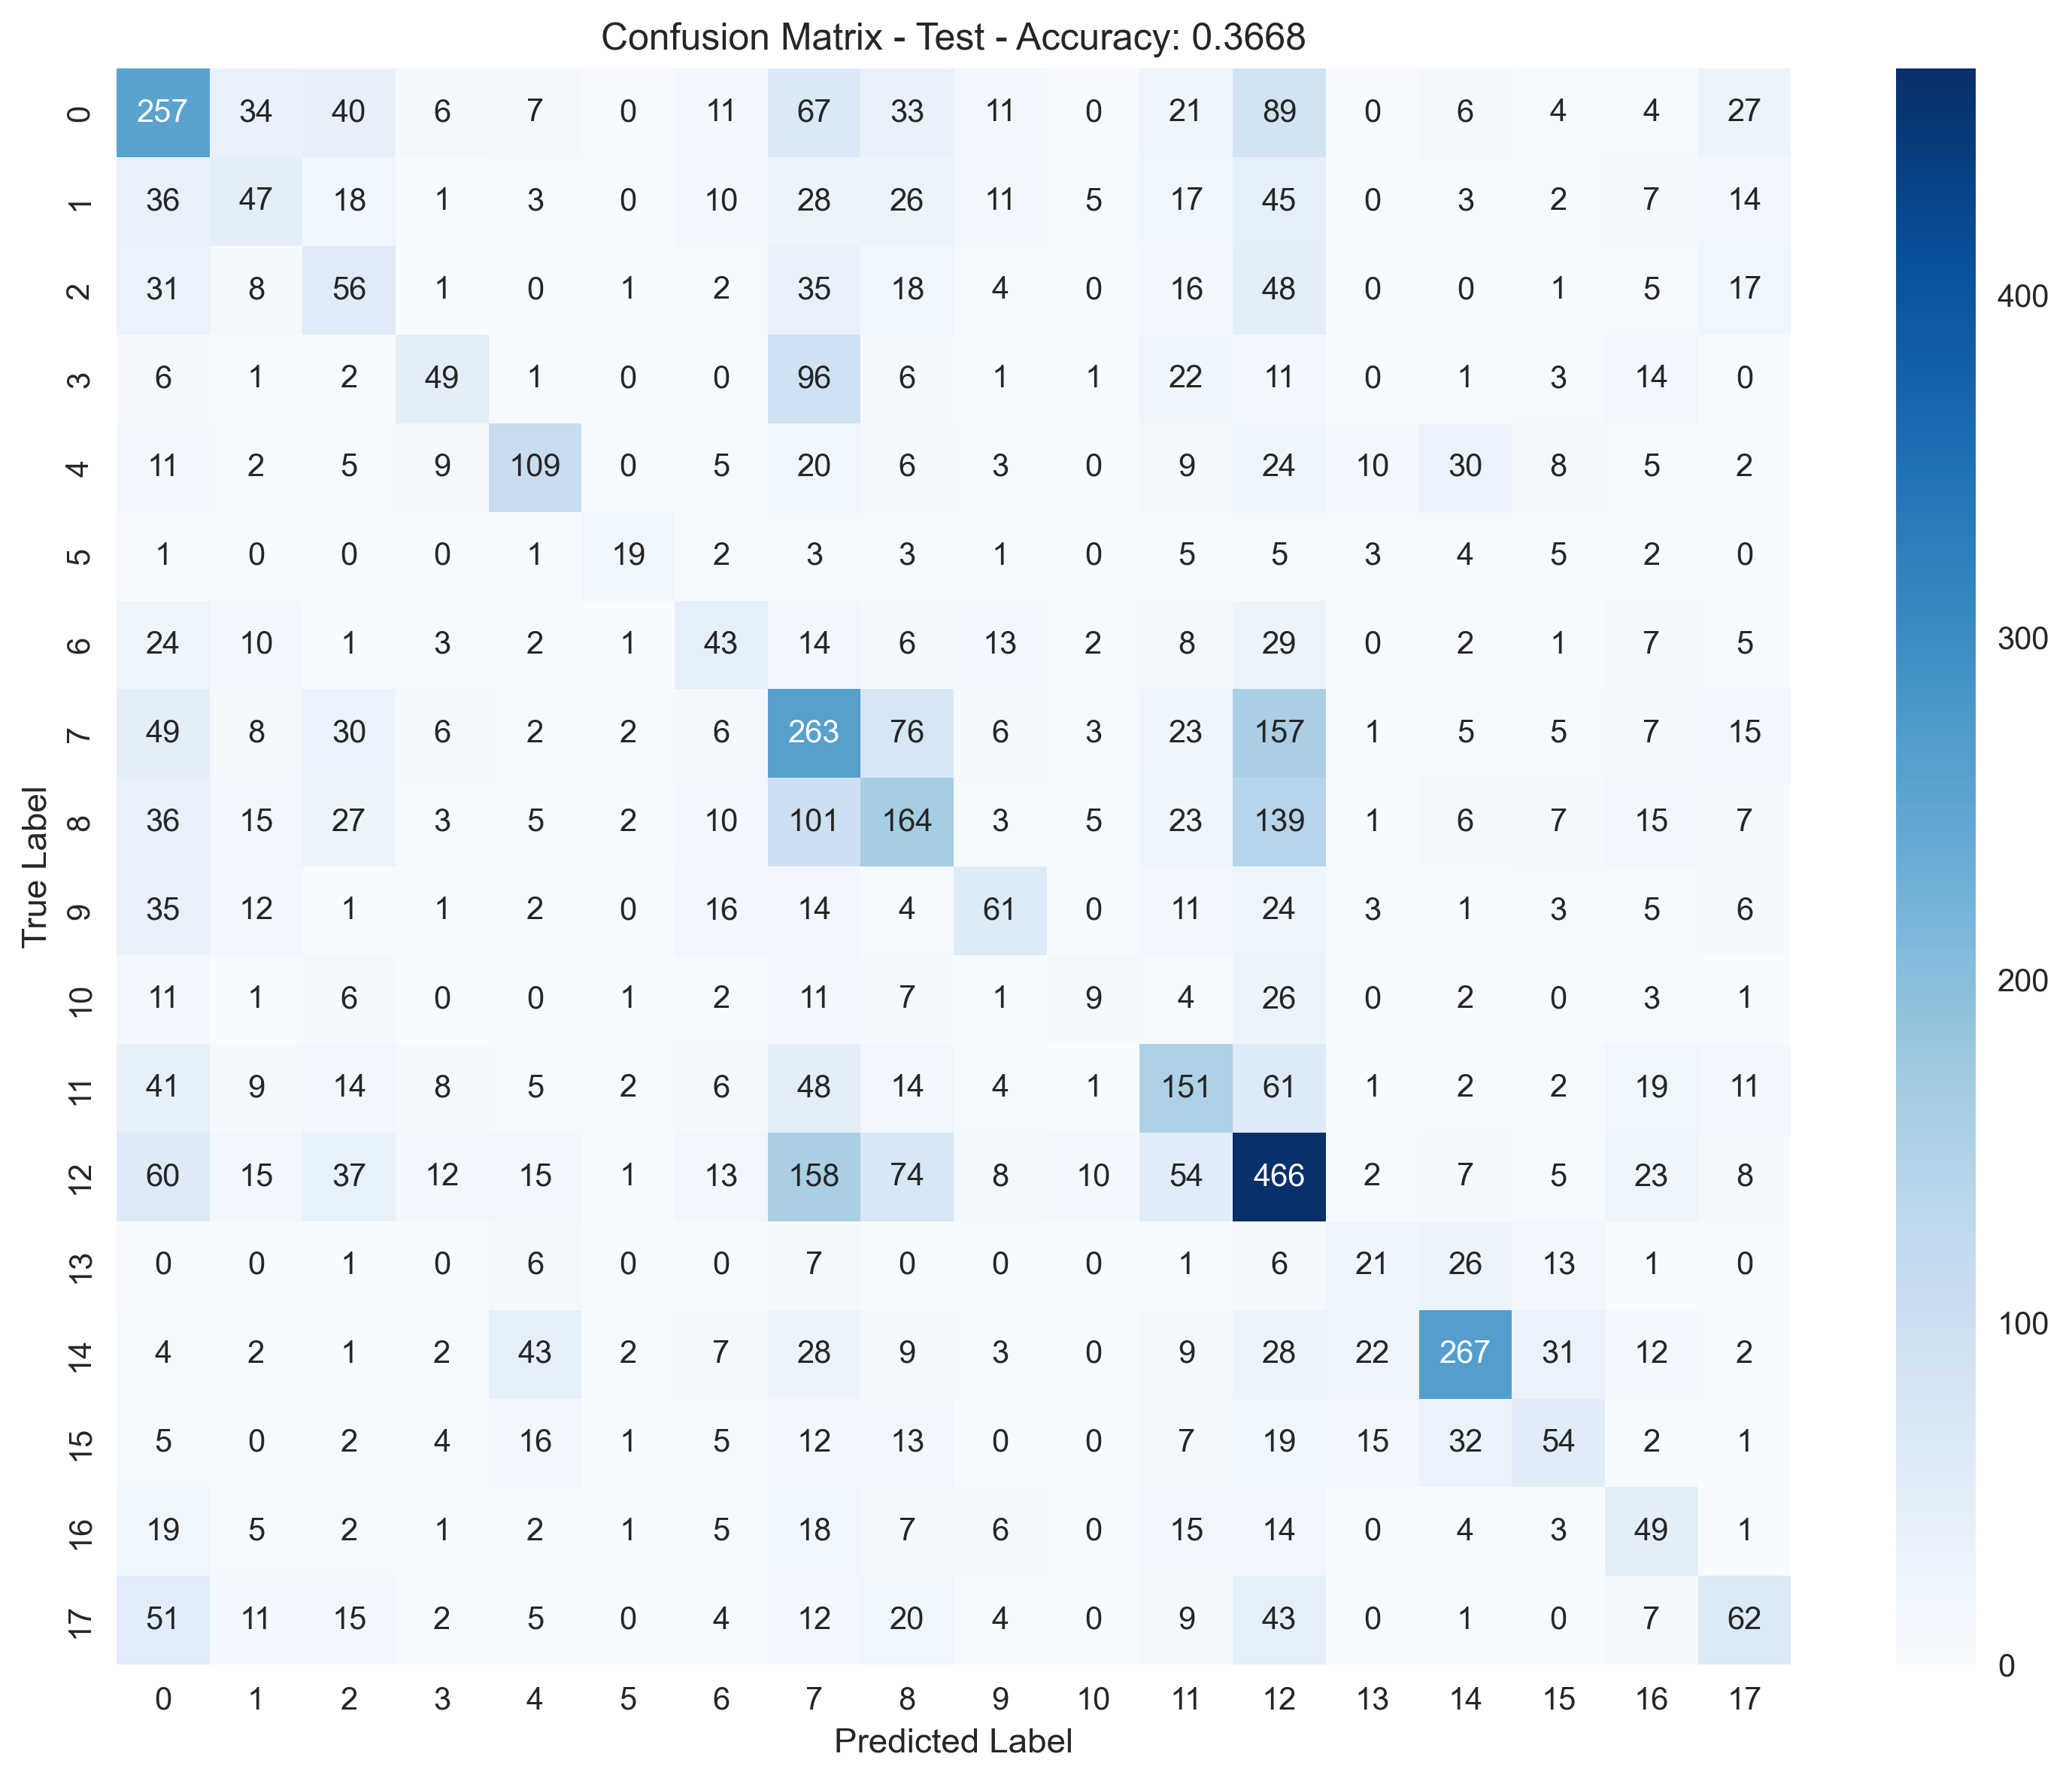 Confusion Matrix - Test - Accuracy: 0.3668
0 257 34 40 6 7 0 11 67 33 11 0 21 89 0 6 4 4 27
1 36 47 18 1 3 0 10 28 26 11 5 17 45 0 3 2 7 14
2 31 8 56 1 0 1 2 35 18 4 0 16 48 0 0 1 5 17
3 6 1 2 49 1 0 0 96 6 1 1 22 11 0 1 3 14 0
4 11 2 5 9 109 0 5 20 6 3 0 9 24 10 30 8 5 2
5 1 0 0 0 1 19 2 3 3 1 0 5 5 3 4 5 2 0
6 24 10 1 3 2 1 43 14 6 13 2 8 29 0 2 1 7 5
7 49 8 30 6 2 2 6 263 76 6 3 23 157 1 5 5 7 15
8 36 15 27 3 5 2 10 101 164 3 5 23 139 1 6 7 15 7
9 35 12 1 1 2 0 16 14 4 61 0 11 24 3 1 3 5 6
10 11 1 6 0 0 1 2 11 7 1 9 4 26 0 2 0 3 1
11 41 9 14 8 5 2 6 48 14 4 1 151 61 1 2 2 19 11
12 60 15 37 12 15 1 13 158 74 8 10 54 466 2 7 5 23 8
13 0 0 1 0 6 0 0 7 0 0 0 1 6 21 26 13 1 0
14 4 2 1 2 43 2 7 28 9 3 0 9 28 22 267 31 12 2
15 5 0 2 4 16 1 5 12 13 0 0 7 19 15 32 54 2 1
16 19 5 2 1 2 1 5 18 7 6 0 15 14 0 4 3 49 1
17 51 11 15 2 5 0 4 12 20 4 0 9 43 0 1 0 7 62
0 1 2 3 4 5 6 7 8 9 10 11 12 13 14 15 16 17
Predicted Label
True Label
400
300
200
100
0